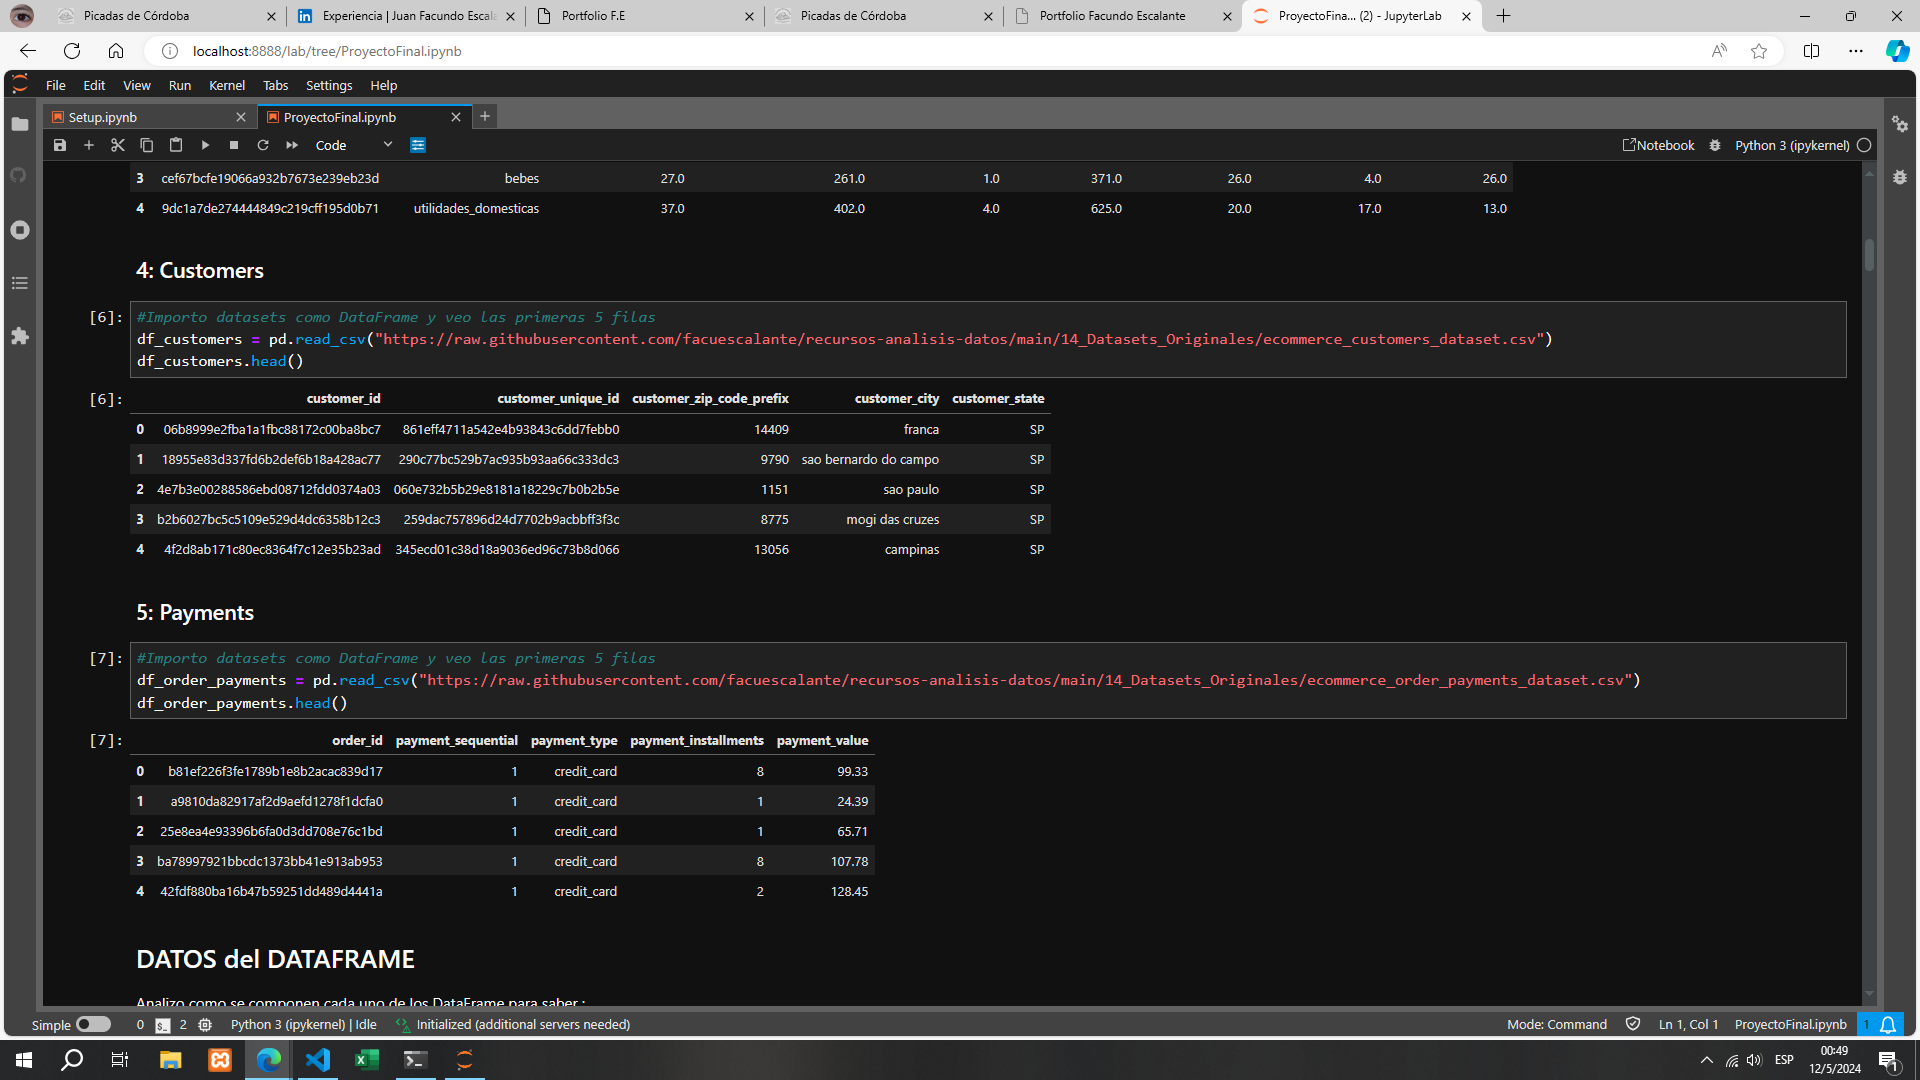 Picadas de Córdoba
Experiencia | Juan Facundo Escala
Portfolio F.E
Picadas de Córdoba
Portfolio Facundo Escalante
ProyectoFina... (2) - JupyterLab
localhost:8888/lab/tree/ProyectoFinal.ipynb
File Edit View Run Kernel Tabs Settings Help
Setup.ipynb
ProyectoFinal.ipynb
Code
Notebook
Python 3 (ipykernel)
3 cef67bcfe19066a932b7673e239eb23d bebes 27.0 261.0 1.0 371.0 26.0 4.0 26.0
4 9dc1a7de274444849c219cff195d0b71 utilidades_domesticas 37.0 402.0 4.0 625.0 20.0 17.0 13.0
4: Customers
[6]: #Importo datasets como DataFrame y veo las primeras 5 filas
df_customers = pd.read_csv("https://raw.githubusercontent.com/facuescalante/recursos-analisis-datos/main/14_Datasets_Originales/ecommerce_customers_dataset.csv")
df_customers.head()
[6]: customer_id customer_unique_id customer_zip_code_prefix customer_city customer_state
0 06b8999e2fba1a1fbc88172c00ba8bc7 861eff4711a542e4b93843c6dd7febb0 14409 franca SP
1 18955e83d337fd6b2def6b18a428ac77 290c77bc529b7ac935b93aa66c333dc3 9790 sao bernardo do campo SP
2 4e7b3e00288586ebd08712fdd0374a03 060e732b5b29e8181a18229c7b0b2b5e 1151 sao paulo SP
3 b2b6027bc5c5109e529d4dc6358b12c3 259dac757896d24d7702b9acbbff3f3c 8775 mogi das cruzes SP
4 4f2d8ab171c80ec8364f7c12e35b23ad 345ecd01c38d18a9036ed96c73b8d066 13056 campinas SP
5: Payments
[7]: #Importo datasets como DataFrame y veo las primeras 5 filas
df_order_payments = pd.read_csv("https://raw.githubusercontent.com/facuescalante/recursos-analisis-datos/main/14_Datasets_Originales/ecommerce_order_payments_dataset.csv")
df_order_payments.head()
[7]: order_id payment_sequential payment_type payment_installments payment_value
0 b81ef226f3fe1789b1e8b2acac839d17 1 credit_card 8 99.33
1 a9810da82917af2d9aefd1278f1dcfa0 1 credit_card 1 24.39
2 25e8ea4e93396b6fa0d3dd708e76c1bd 1 credit_card 1 65.71
3 ba78997921bbcdc1373bb41e913ab953 1 credit_card 8 107.78
4 42fdf880ba16b47b59251dd489d4441a 1 credit_card 2 128.45
DATOS del DATAFRAME
Analizo como se componen cada uno de los DataFrame para saber :
Simple 0 2 Python 3 (ipykernel) | Idle Initialized (additional servers needed) Mode: Command Ln 1, Col 1 ProyectoFinal.ipynb 1
ESP
00:49
12/5/2024
1